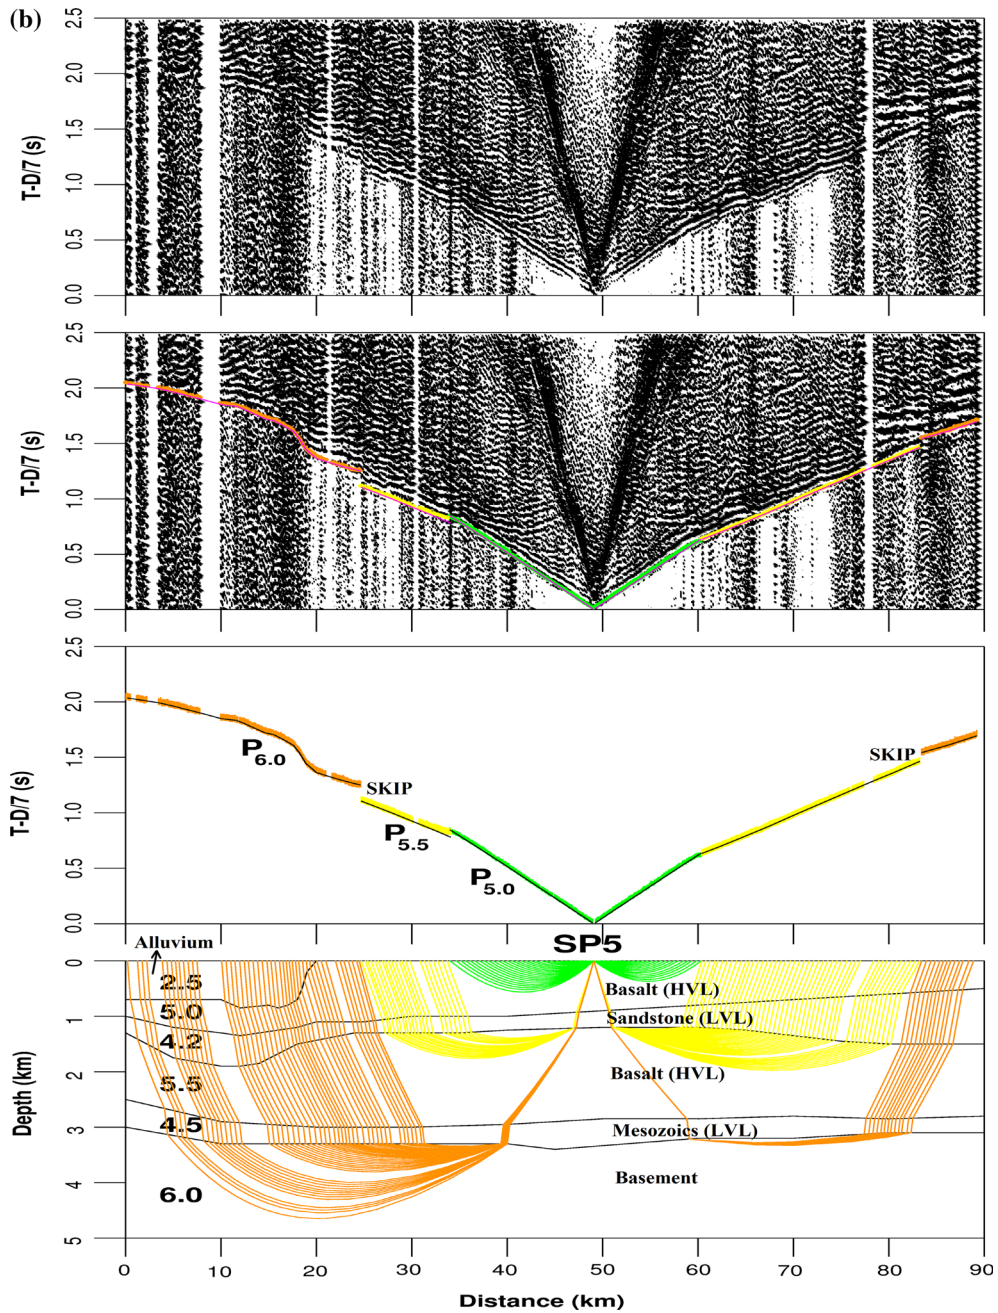 (b)
2.5
2.0
1.5
1.0
0.5
0.0
T-D/7 (s)
2.5
2.0
1.5
1.0
0.5
0.0
T-D/7 (s)
2.5
2.0
1.5
1.0
0.5
0.0
T-D/7 (s)
P6.0
SKIP
P5.5
P5.0
SKIP
SP5
Alluvium
0
1
2
3
4
5
Depth (km)
2.5
5.0
4.2
5.5
4.5
6.0
Basalt (HVL)
Sandstone (LVL)
Basalt (HVL)
Mesozoics (LVL)
Basement
0 10 20 30 40 50 60 70 80 90
Distance (km)